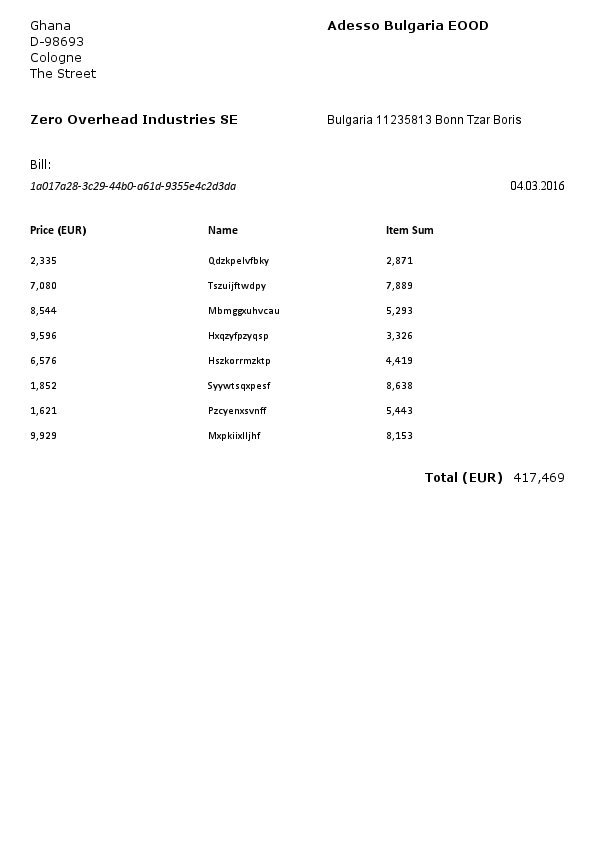 Ghana
D-98693
Cologne
The Street
Adesso Bulgaria EOOD
Zero Overhead Industries SE
Bulgaria 11235813 Bonn Tzar Boris
Bill:
1a017a28-3c29-44b0-a61d-9355e4c2d3da 04.03.2016
Price (EUR) Name Item Sum
2,335 Qdzkpelvfbky 2,871
7,080 Tszuijftwdpy 7,889
8,544 Mbmggxuhvcau 5,293
9,596 Hxqzyfpzyqsp 3,326
6,576 Hszkorrmzktp 4,419
1,852 Syywtsqxpesf 8,638
1,621 Pzcyenxsvnff 5,443
9,929 Mxpkiixlljhf 8,153
Total (EUR) 417,469